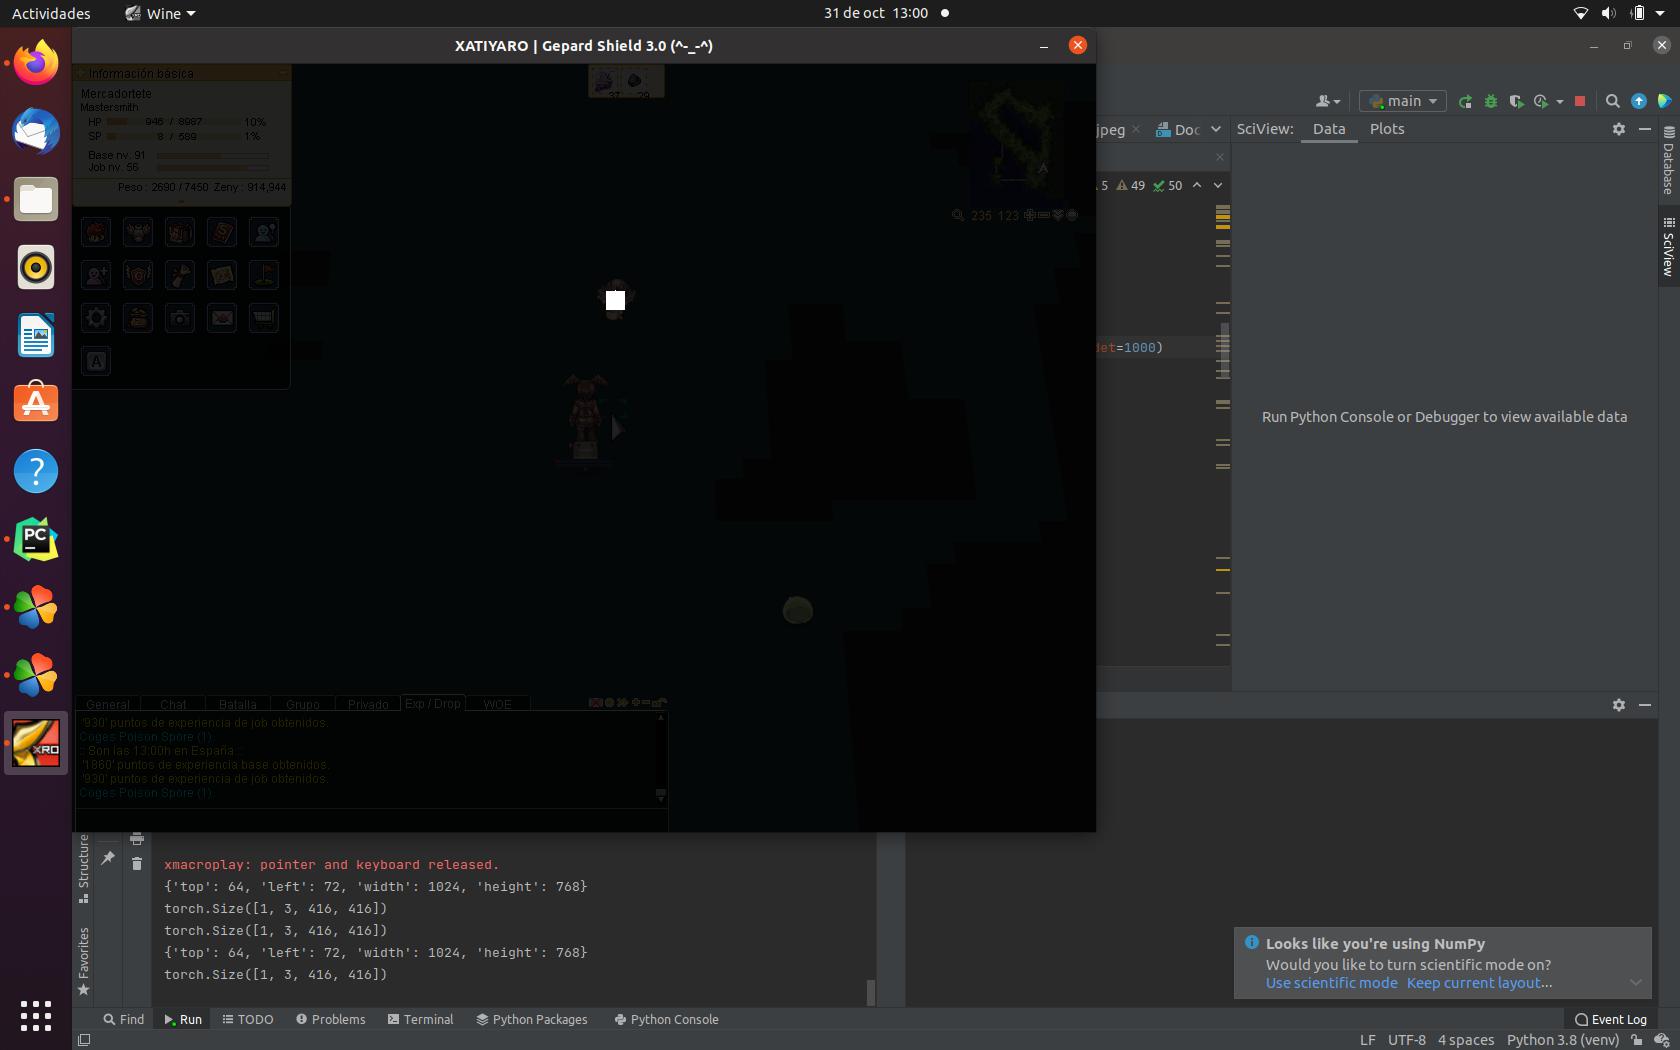 Actividades
Wine
31 de oct 13:00
XATIYARO | Gepard Shield 3.0 (^-_-^)
Información básica
Mercadortete
Mastersmith
HP 946 / 8987 10%
SP 8 / 589 1%
Base nv. 91
Job nv. 56
Peso : 2690 / 7450 Zeny : 914,944
37 29
235 123
main
jpeg
Doc
SciView:
Data
Plots
5
49
50
det=1000)
Database
SciView
Run Python Console or Debugger to view available data
General
Chat
Batalla
Grupo
Privado
Exp / Drop
WOE
'930' puntos de experiencia de job obtenidos.
Coges Poison Spore (1).
:: Son las 13:00h en España ::
'1860' puntos de experiencia base obtenidos.
'930' puntos de experiencia de job obtenidos.
Coges Poison Spore (1).
PC
XRO
A
Structure
Favorites
xmacroplay: pointer and keyboard released.
{'top': 64, 'left': 72, 'width': 1024, 'height': 768}
torch.Size([1, 3, 416, 416])
torch.Size([1, 3, 416, 416])
{'top': 64, 'left': 72, 'width': 1024, 'height': 768}
torch.Size([1, 3, 416, 416])
Looks like you're using NumPy
Would you like to turn scientific mode on?
Use scientific mode Keep current layout...
Find
Run
TODO
Problems
Terminal
Python Packages
Python Console
Event Log
LF UTF-8 4 spaces Python 3.8 (venv)